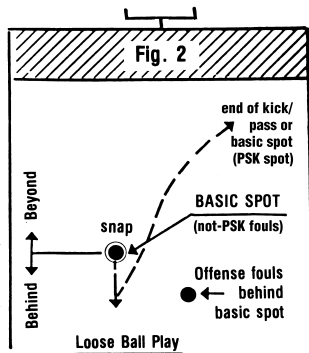 Fig. 2
end of kick/
pass or
basic spot
(PSK spot)
Beyond
BASIC SPOT
(not-PSK fouls)
snap
Behind
Offense fouls
behind
basic spot
Loose Ball Play